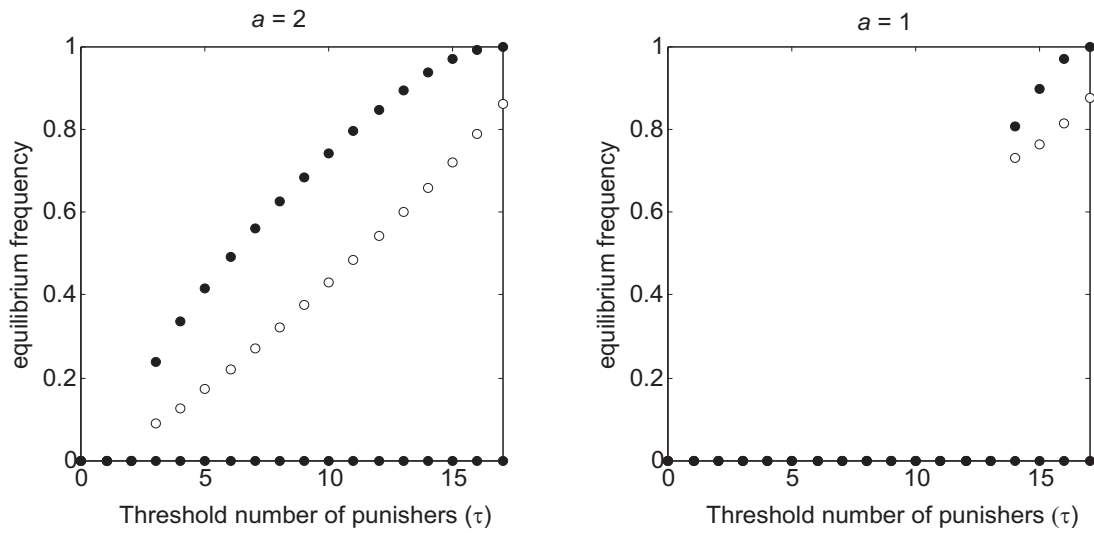 a = 2
equilibrium frequency
1
0.8
0.6
0.4
0.2
0
0 5 10 15
Threshold number of punishers (τ)
a = 1
equilibrium frequency
1
0.8
0.6
0.4
0.2
0
0 5 10 15
Threshold number of punishers (τ)